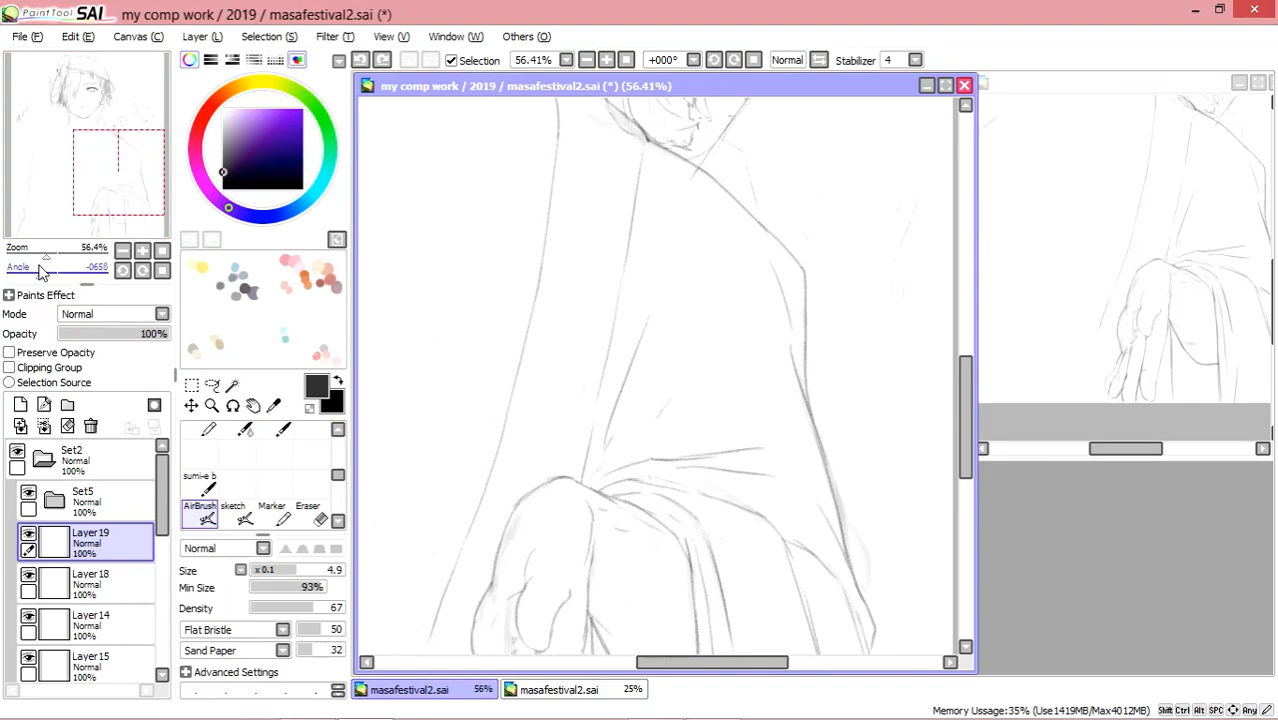 PaintTool SAI my comp work / 2019 / masafestival2.sai (*)
File (F) Edit (E) Canvas (C) Layer (L) Selection (S) Filter (T) View (V) Window (W) Others (O)
Selection 56.41% +000° Normal Stabilizer 4
my comp work / 2019 / masafestival2.sai (*) (56.41%)
Zoom 56.4%
Angle -0658
Paints Effect
Mode Normal
Opacity 100%
Preserve Opacity
Clipping Group
Selection Source
Set2
Normal
100%
Set5
Normal
100%
Layer19
Normal
100%
Layer18
Normal
100%
Layer14
Normal
100%
Layer15
Normal
100%
sumi-e b
AirBrush sketch Marker Eraser
Normal
Size x 0.1 4.9
Min Size 93%
Density 67
Flat Bristle 50
Sand Paper 32
Advanced Settings
masafestival2.sai 56% masafestival2.sai 25%
Memory Ussage:35% (Use1419MB/Max4012MB) Shift Ctrl Alt SPC Any